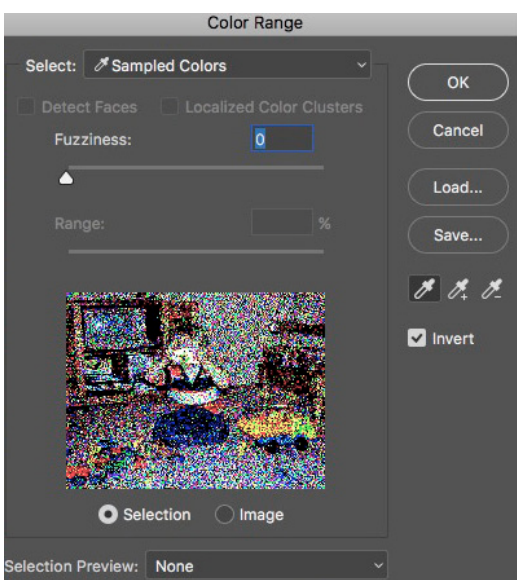 Color Range
Select: Sampled Colors
OK
Detect Faces Localized Color Clusters
Cancel
Fuzziness: 0
Load...
Range: %
Save...
Invert
Selection Image
Selection Preview: None